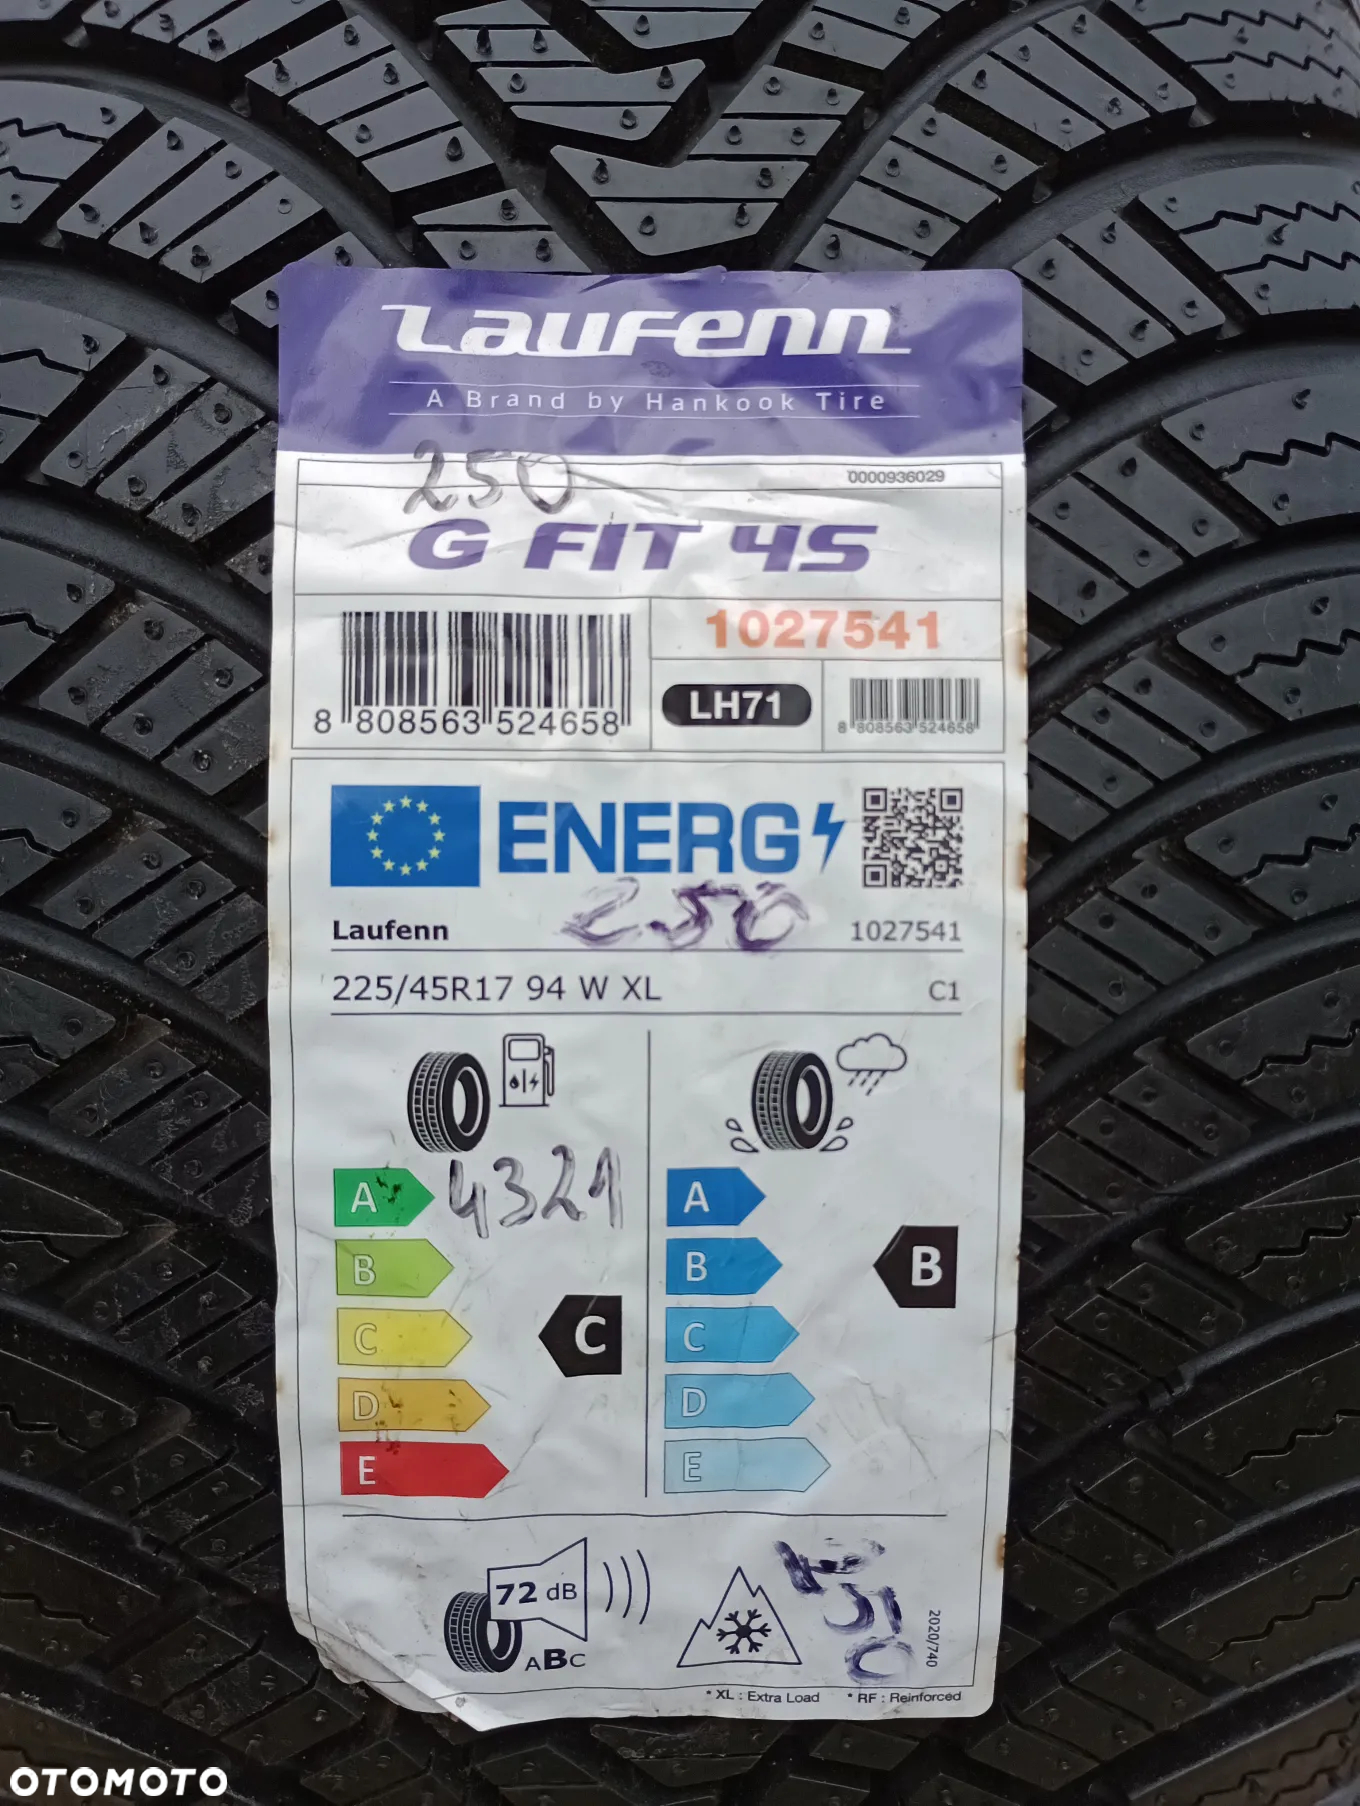 Laufenn
A Brand by Hankook Tire
250
0000936029
G FIT 4S
1027541
8 808563 524658
LH71
8 808563 524658
ENERG
250
Laufenn 1027541
225/45R17 94 W XL C1
4321
A A
B B B
C C C
D D
E E
72 dB
ABC
2020/740
* XL : Extra Load * RF : Reinforced
OTOMOTO